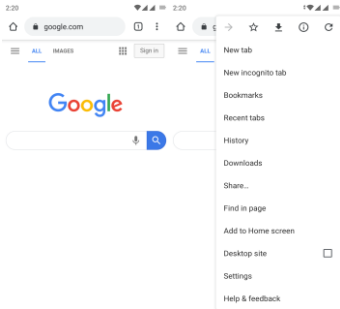 2:20
google.com
1
ALL IMAGES
Sign in
Google
2:20
g
ALL
New tab
New incognito tab
Bookmarks
Recent tabs
History
Downloads
Share...
Find in page
Add to Home screen
Desktop site
Settings
Help & feedback